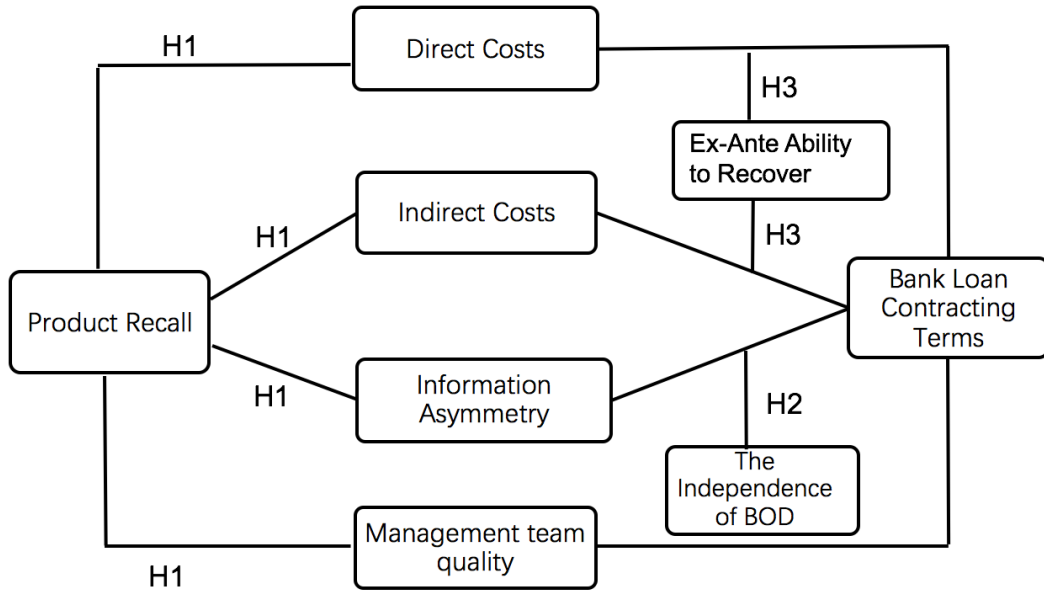 H1
Direct Costs
H3
Ex-Ante Ability
to Recover
Indirect Costs
H1
H3
Product Recall
Bank Loan
Contracting
Terms
H1
Information
Asymmetry
H2
The
Independence
of BOD
Management team
quality
H1